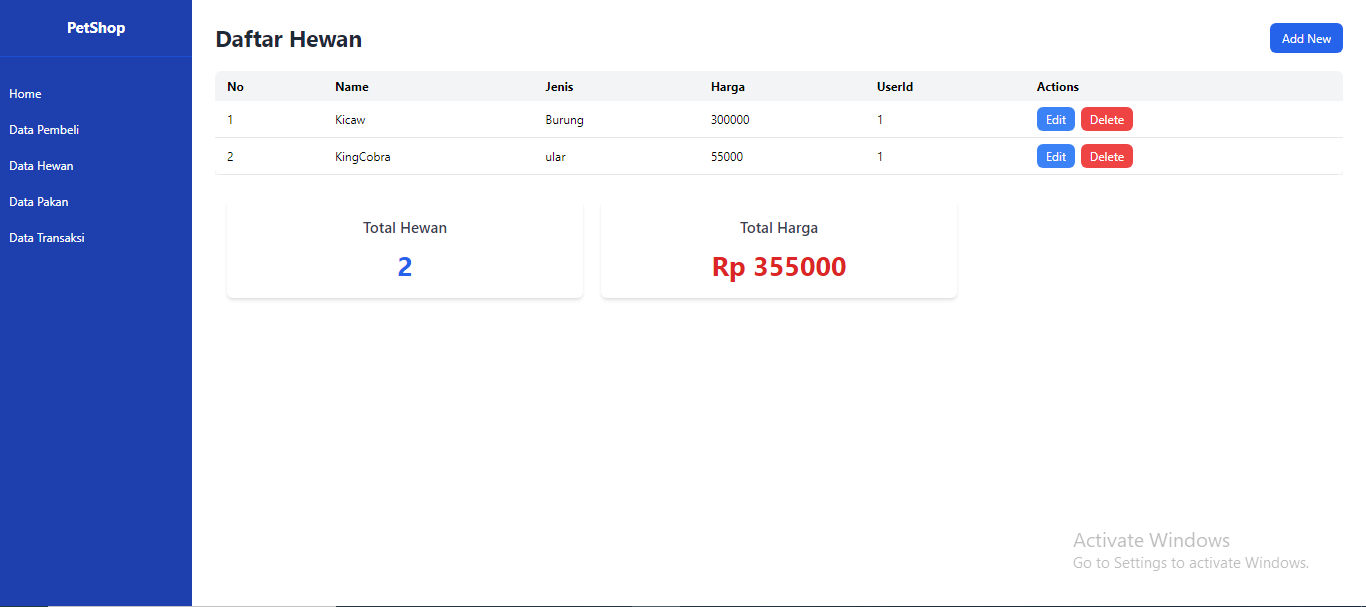 PetShop
Home
Data Pembeli
Data Hewan
Data Pakan
Data Transaksi
Daftar Hewan
Add New
No Name Jenis Harga UserId Actions
1 Kicaw Burung 300000 1 Edit Delete
2 KingCobra ular 55000 1 Edit Delete
Total Hewan
2
Total Harga
Rp 355000
Activate Windows
Go to Settings to activate Windows.